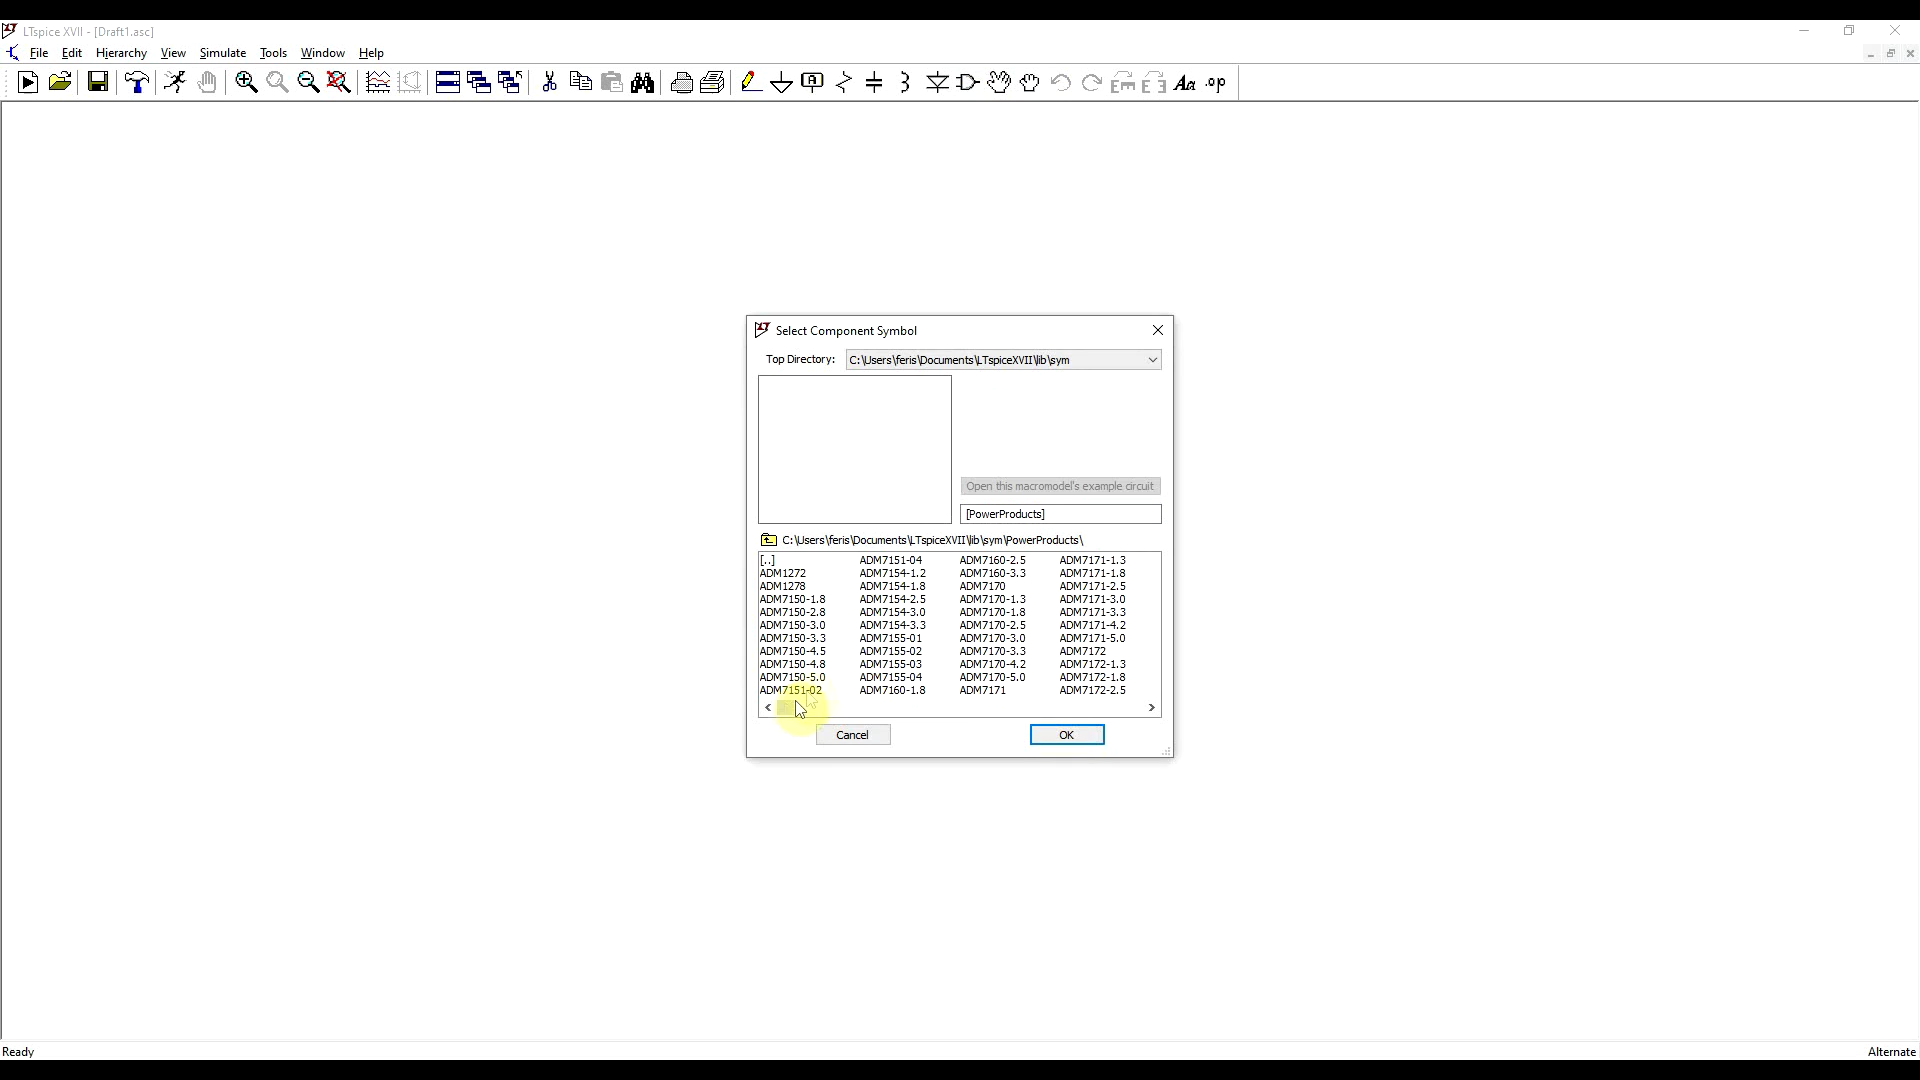 LTspice XVII - [Draft1.asc]
File Edit Hierarchy View Simulate Tools Window Help
Select Component Symbol
Top Directory: C:\Users\feris\Documents\LTspiceXVII\lib\sym
Open this macromodel's example circuit
[PowerProducts]
C:\Users\feris\Documents\LTspiceXVII\lib\sym\PowerProducts\
[..] ADM7151-04 ADM7160-2.5 ADM7171-1.3
ADM1272 ADM7154-1.2 ADM7160-3.3 ADM7171-1.8
ADM1278 ADM7154-1.8 ADM7170 ADM7171-2.5
ADM7150-1.8 ADM7154-2.5 ADM7170-1.3 ADM7171-3.0
ADM7150-2.8 ADM7154-3.0 ADM7170-1.8 ADM7171-3.3
ADM7150-3.0 ADM7154-3.3 ADM7170-2.5 ADM7171-4.2
ADM7150-3.3 ADM7155-01 ADM7170-3.0 ADM7171-5.0
ADM7150-4.5 ADM7155-02 ADM7170-3.3 ADM7172
ADM7150-4.8 ADM7155-03 ADM7170-4.2 ADM7172-1.3
ADM7150-5.0 ADM7155-04 ADM7170-5.0 ADM7172-1.8
ADM7151-02 ADM7160-1.8 ADM7171 ADM7172-2.5
Cancel OK
Ready Alternate